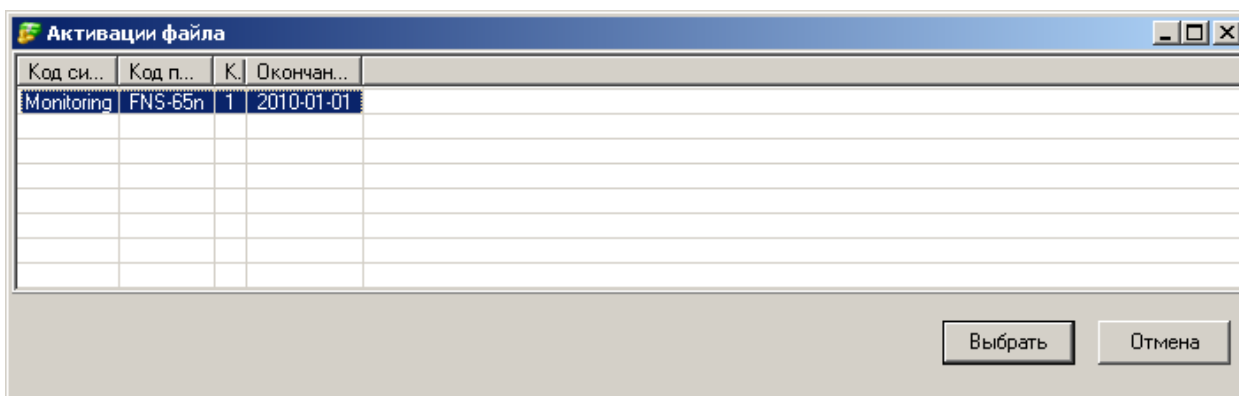 Активации файла
Код си... Код п... К. Окончан...
Monitoring FNS-65n 1 2010-01-01
Выбрать Отмена